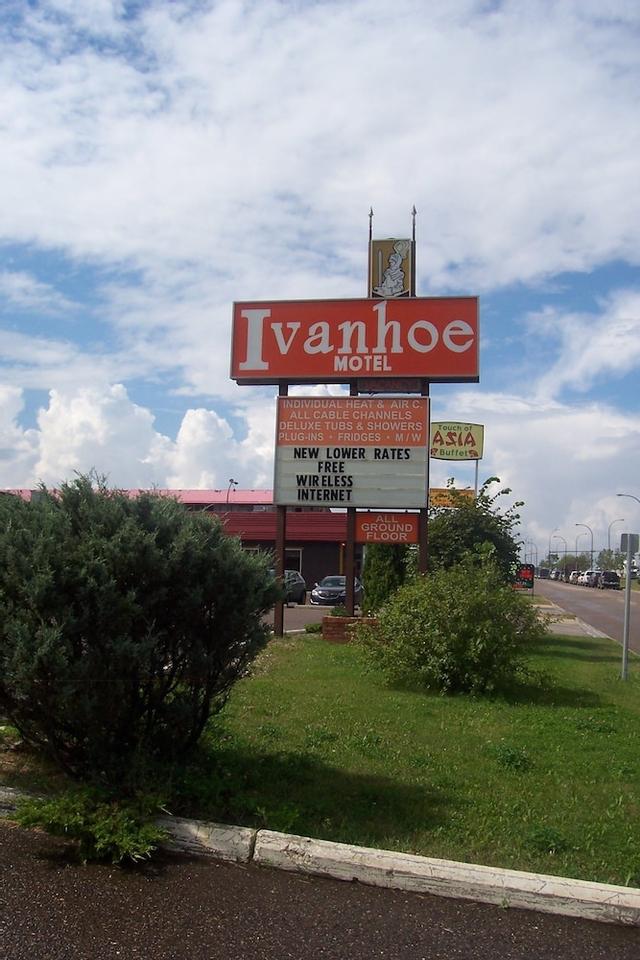 Ivanhoe
MOTEL
INDIVIDUAL HEAT & AIR C.
ALL CABLE CHANNELS
DELUXE TUBS & SHOWERS
PLUG-INS • FRIDGES • M/W
NEW LOWER RATES
FREE
WIRELESS
INTERNET
ALL
GROUND
FLOOR
Touch of
ASIA
Buffet